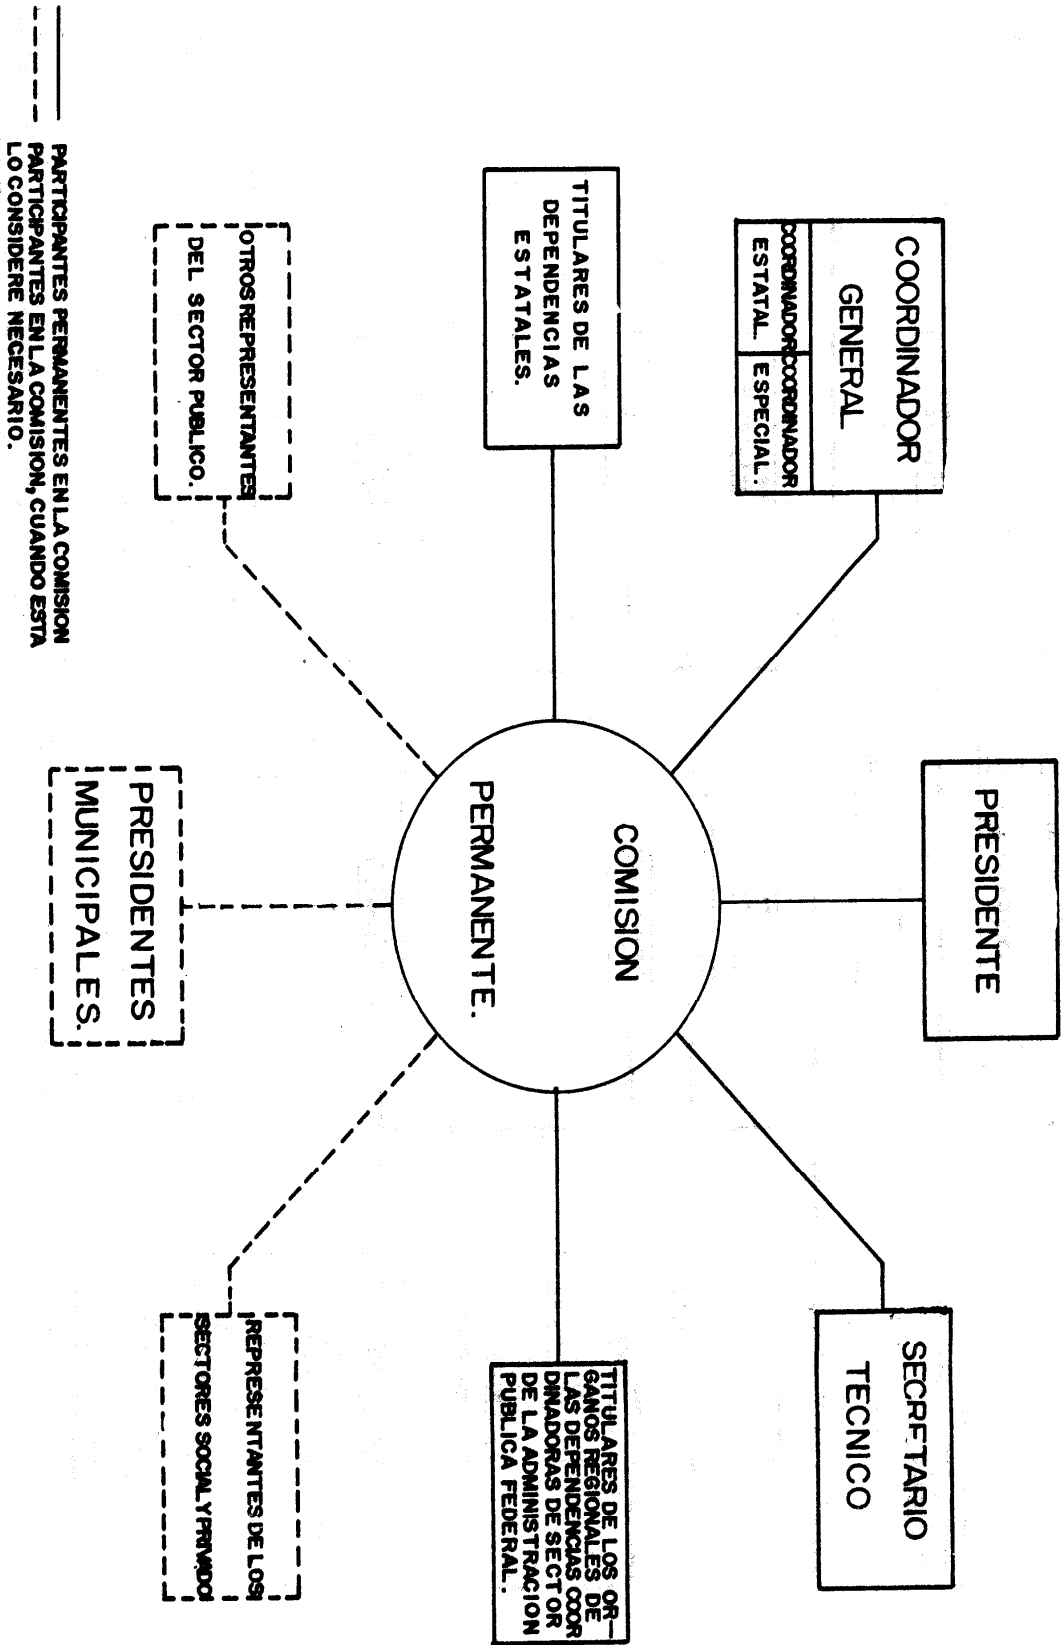 PRESIDENTE
COORDINADOR
GENERAL
COORDINADOR
ESTATAL.
COORDINADOR
ESPECIAL.
SECRETARIO
TECNICO
TITULARES DE LAS
DEPENDENCIAS
ESTATALES.
COMISION
PERMANENTE.
TITULARES DE LOS OR—
GANOS REGIONALES DE
LAS DEPENDENCIAS COOR
DINADORAS DE SECTOR
DE LA ADMINISTRACION
PUBLICA FEDERAL.
OTROS REPRESENTANTES
DEL SECTOR PUBLICO.
PRESIDENTES
MUNICIPALES.
REPRESENTANTES DE LOS
SECTORES SOCIAL Y PRIVADO
PARTICIPANTES PERMANENTES EN LA COMISION
PARTICIPANTES EN LA COMISION, CUANDO ESTA
LO CONSIDERE NECESARIO.